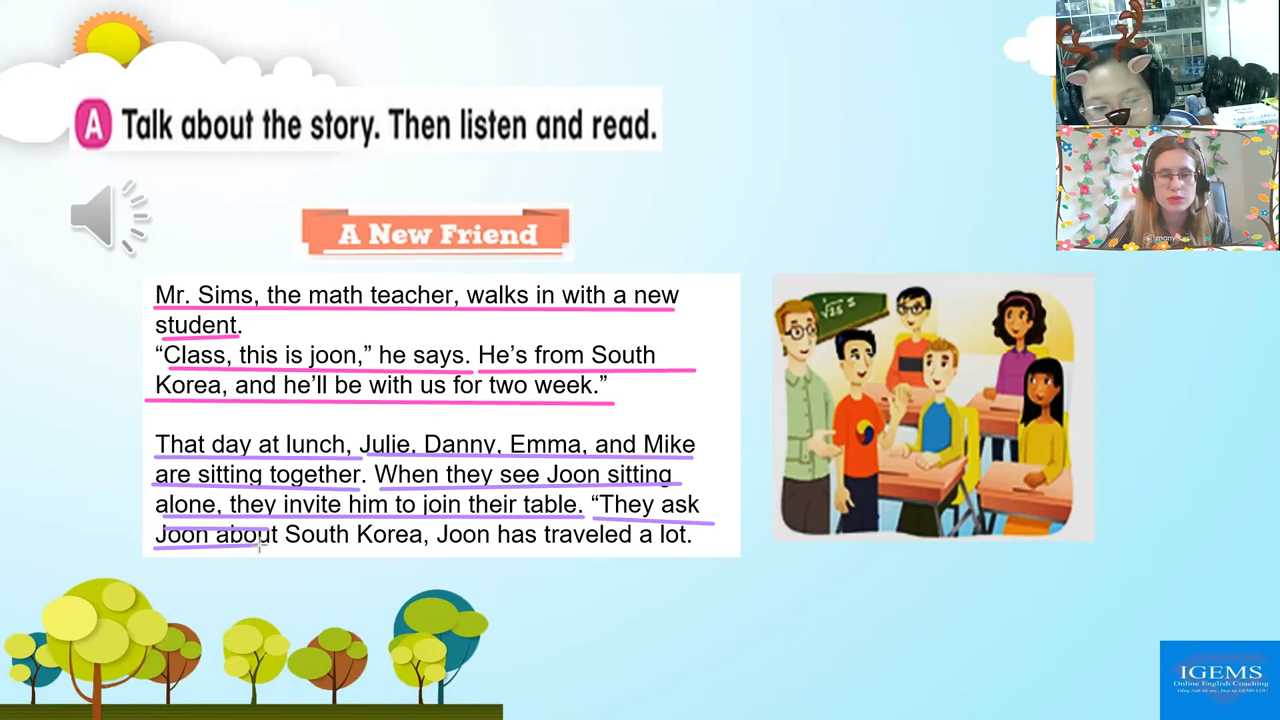 A Talk about the story. Then listen and read.
A New Friend
Mr. Sims, the math teacher, walks in with a new
student.
“Class, this is joon,” he says. He’s from South
Korea, and he’ll be with us for two week.”
That day at lunch, Julie, Danny, Emma, and Mike
are sitting together. When they see Joon sitting
alone, they invite him to join their table. “They ask
Joon about South Korea, Joon has traveled a lot.
IGEMS
Online English Coaching